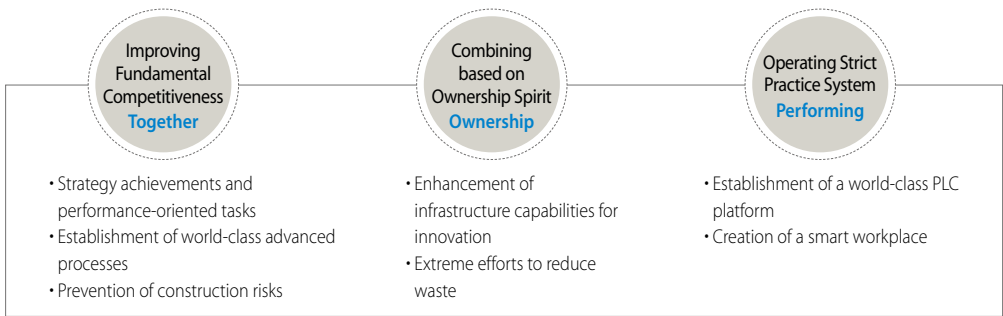 Improving
Fundamental
Competitiveness
Together
• Strategy achievements and
performance-oriented tasks
• Establishment of world-class advanced
processes
• Prevention of construction risks
Combining
based on
Ownership Spirit
Ownership
• Enhancement of
infrastructure capabilities for
innovation
• Extreme efforts to reduce
waste
Operating Strict
Practice System
Performing
• Establishment of a world-class PLC
platform
• Creation of a smart workplace